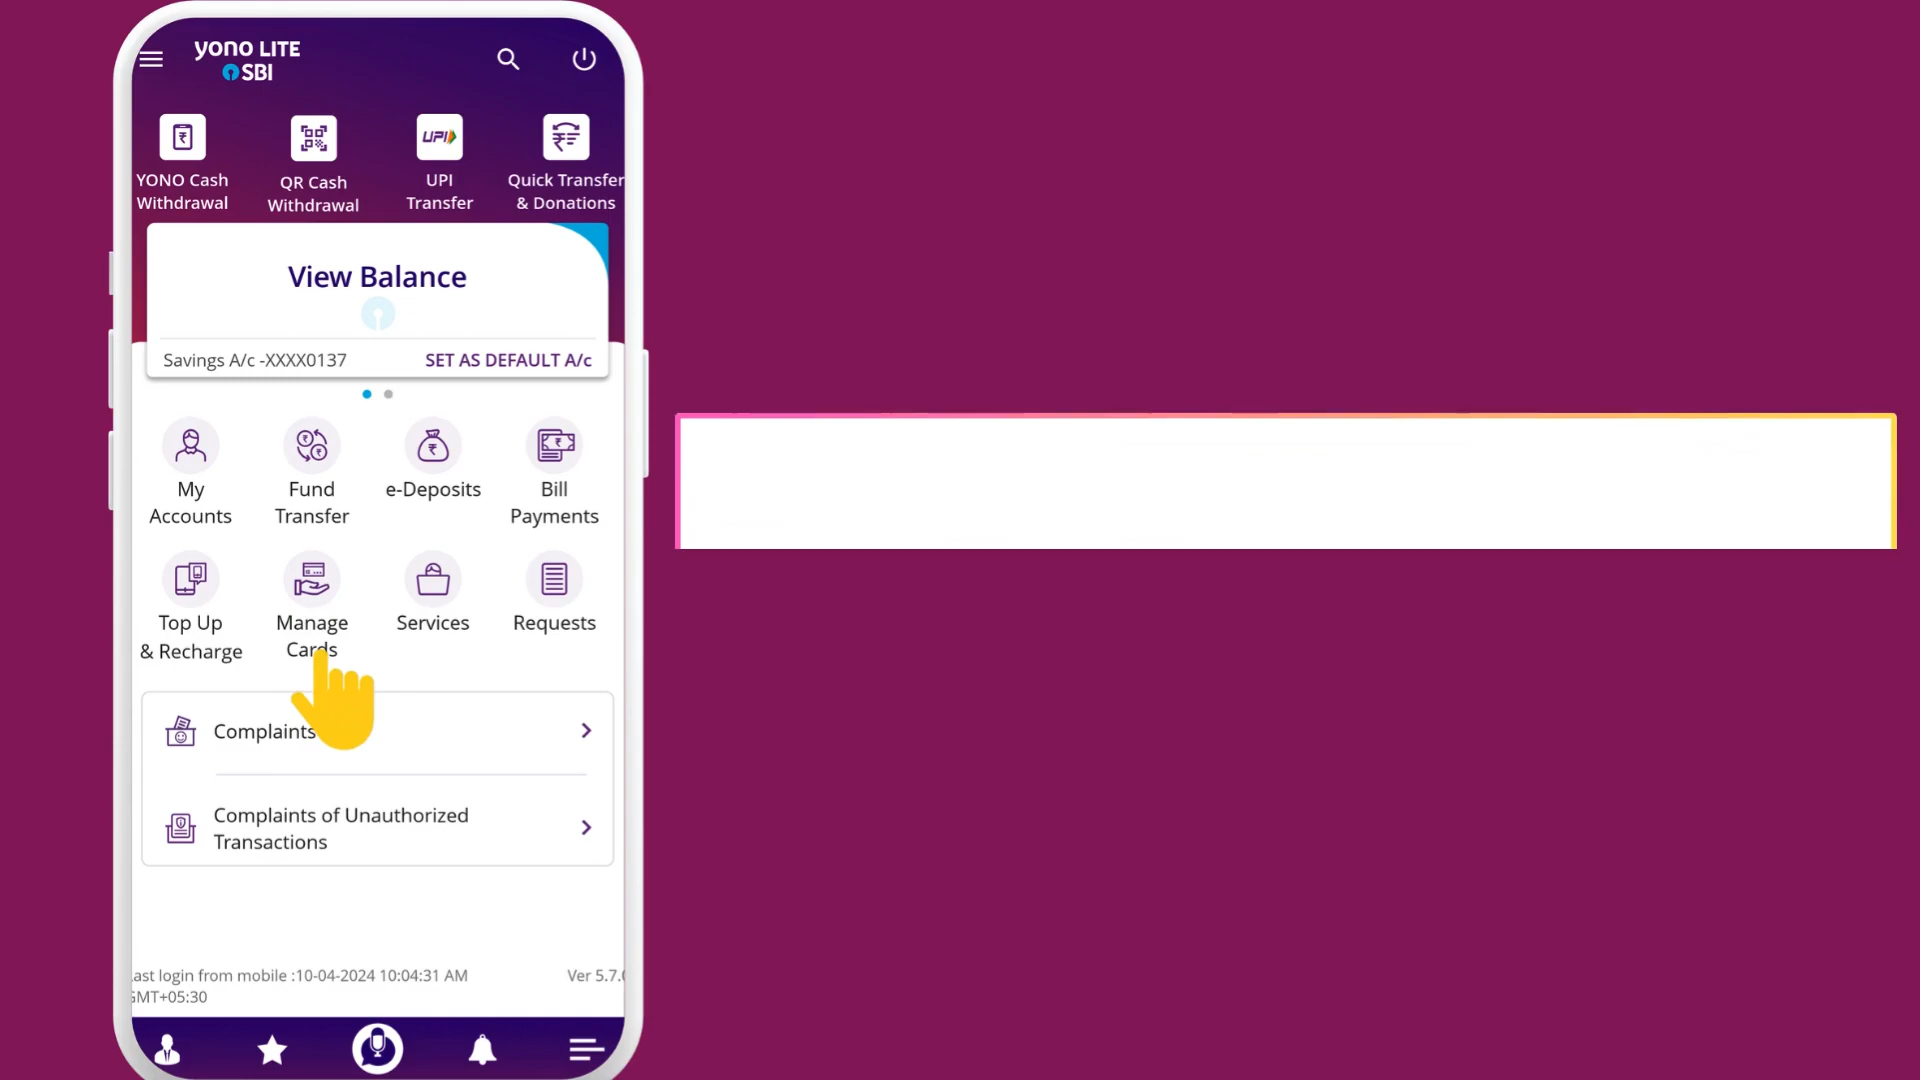 yono LITE
SBI
YONO Cash
Withdrawal
QR Cash
Withdrawal
UPI
UPI
Transfer
Quick Transfer
& Donations
View Balance
Savings A/c -XXXX0137
SET AS DEFAULT A/c
My
Accounts
Fund
Transfer
e-Deposits
Bill
Payments
Top Up
& Recharge
Manage
Cards
Services
Requests
Complaints
Complaints of Unauthorized
Transactions
ast login from mobile :10-04-2024 10:04:31 AM
GMT+05:30
Ver 5.7.